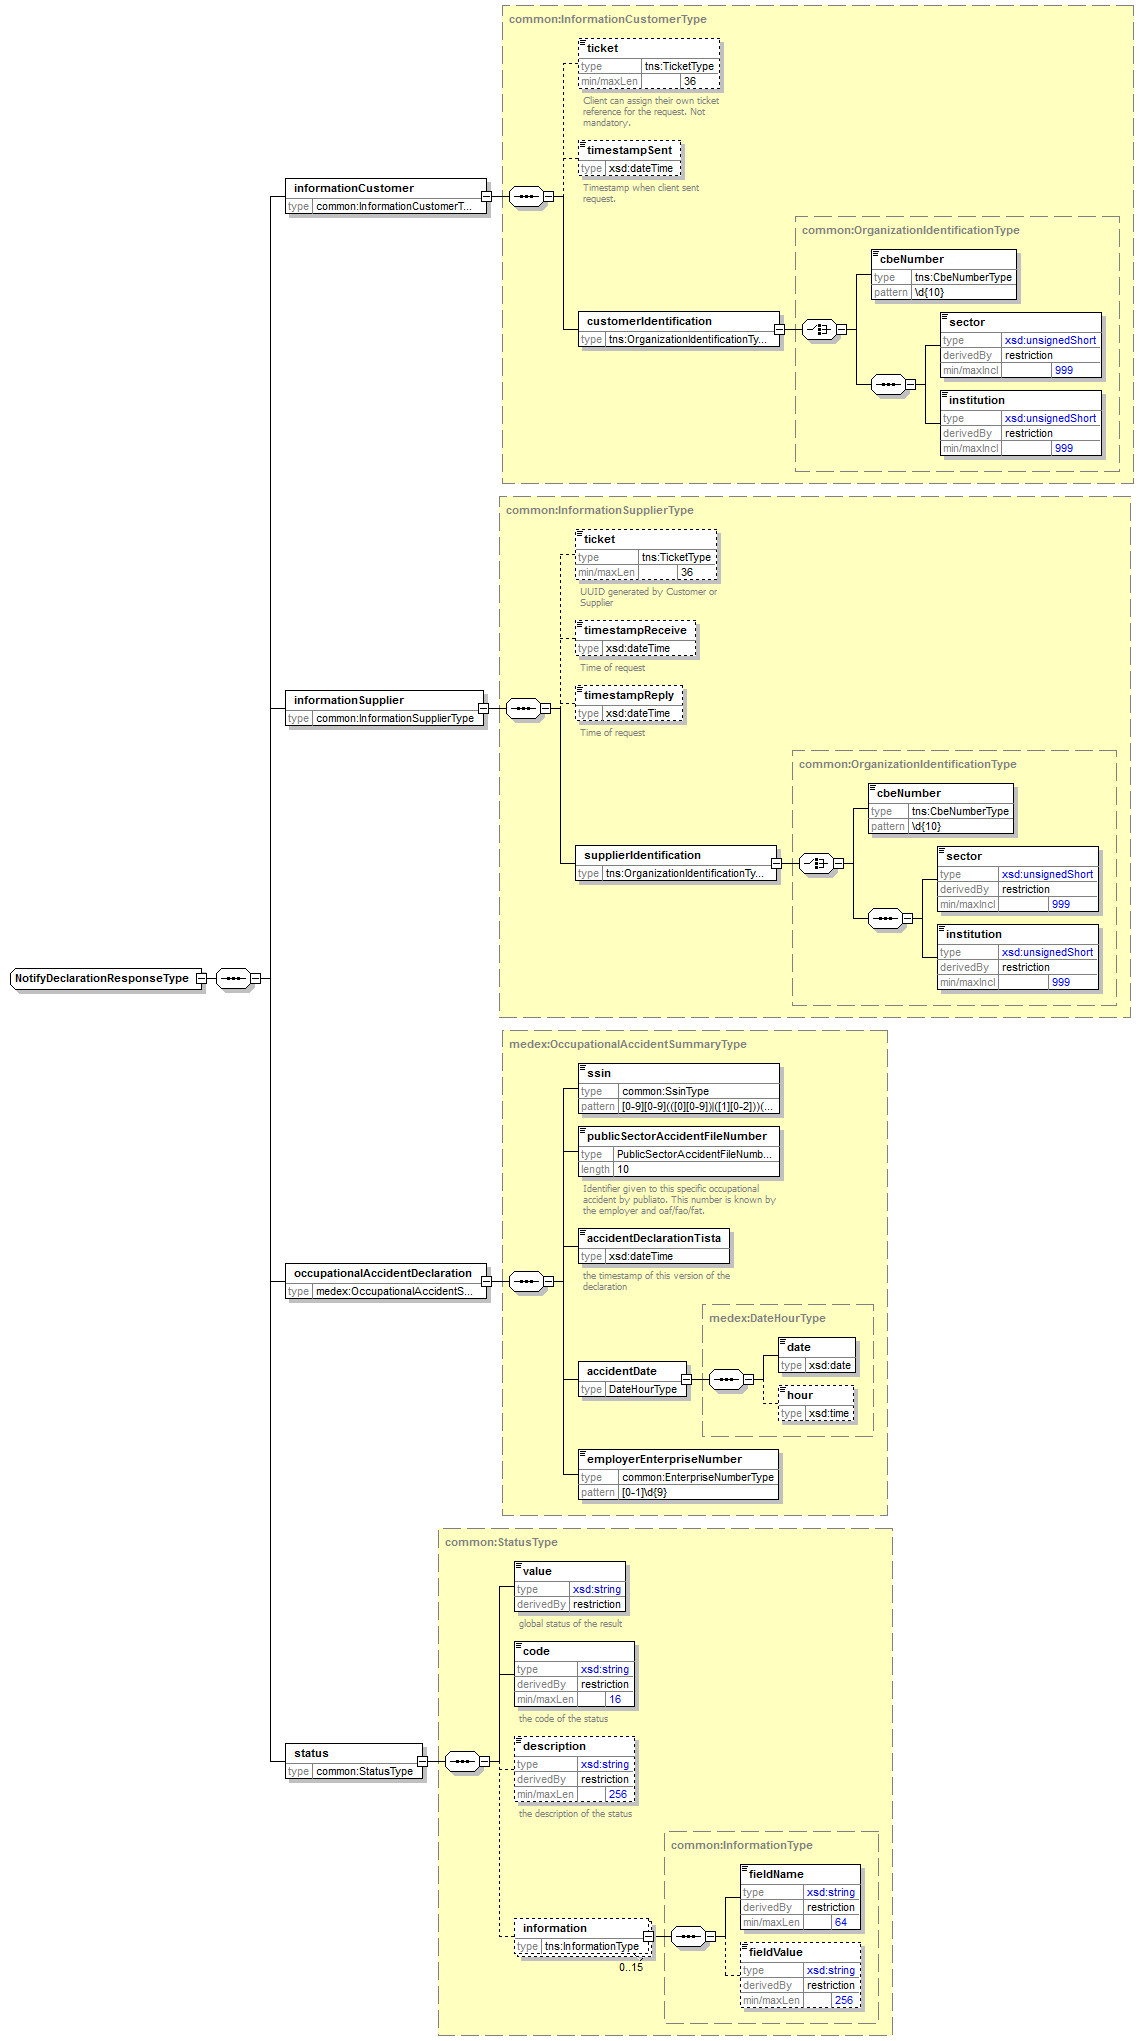 common:InformationCustomerType
ticket
type tns:TicketType
min/maxLen 36
Client can assign their own ticket
reference for the request. Not
mandatory.
timestampSent
type xsd:dateTime
Timestamp when client sent
request.
informationCustomer
type common:InformationCustomerT...
common:OrganizationIdentificationType
cbeNumber
type tns:CbeNumberType
pattern \d{10}
customerIdentification
type tns:OrganizationIdentificationTy...
sector
type xsd:unsignedShort
derivedBy restriction
min/maxIncl 999
institution
type xsd:unsignedShort
derivedBy restriction
min/maxIncl 999
common:InformationSupplierType
ticket
type tns:TicketType
min/maxLen 36
UUID generated by Customer or
Supplier
timestampReceive
type xsd:dateTime
Time of request
timestampReply
type xsd:dateTime
Time of request
informationSupplier
type common:InformationSupplierType
common:OrganizationIdentificationType
cbeNumber
type tns:CbeNumberType
pattern \d{10}
supplierIdentification
type tns:OrganizationIdentificationTy...
sector
type xsd:unsignedShort
derivedBy restriction
min/maxIncl 999
institution
type xsd:unsignedShort
derivedBy restriction
min/maxIncl 999
NotifyDeclarationResponseType
medex:OccupationalAccidentSummaryType
ssin
type common:SsinType
pattern [0-9][0-9](([0][0-9])|([1][0-2]))(...
publicSectorAccidentFileNumber
type PublicSectorAccidentFileNumb...
length 10
Identifier given to this specific occupational
accident by publiato. This number is known by
the employer and oaf/fao/fat.
accidentDeclarationTista
type xsd:dateTime
the timestamp of this version of the
declaration
occupationalAccidentDeclaration
type medex:OccupationalAccidentS...
medex:DateHourType
date
type xsd:date
accidentDate
type DateHourType
hour
type xsd:time
employerEnterpriseNumber
type common:EnterpriseNumberType
pattern [0-1]\d{9}
common:StatusType
value
type xsd:string
derivedBy restriction
global status of the result
code
type xsd:string
derivedBy restriction
min/maxLen 16
the code of the status
status
type common:StatusType
description
type xsd:string
derivedBy restriction
min/maxLen 256
the description of the status
common:InformationType
fieldName
type xsd:string
derivedBy restriction
min/maxLen 64
information
type tns:InformationType
0..15
fieldValue
type xsd:string
derivedBy restriction
min/maxLen 256